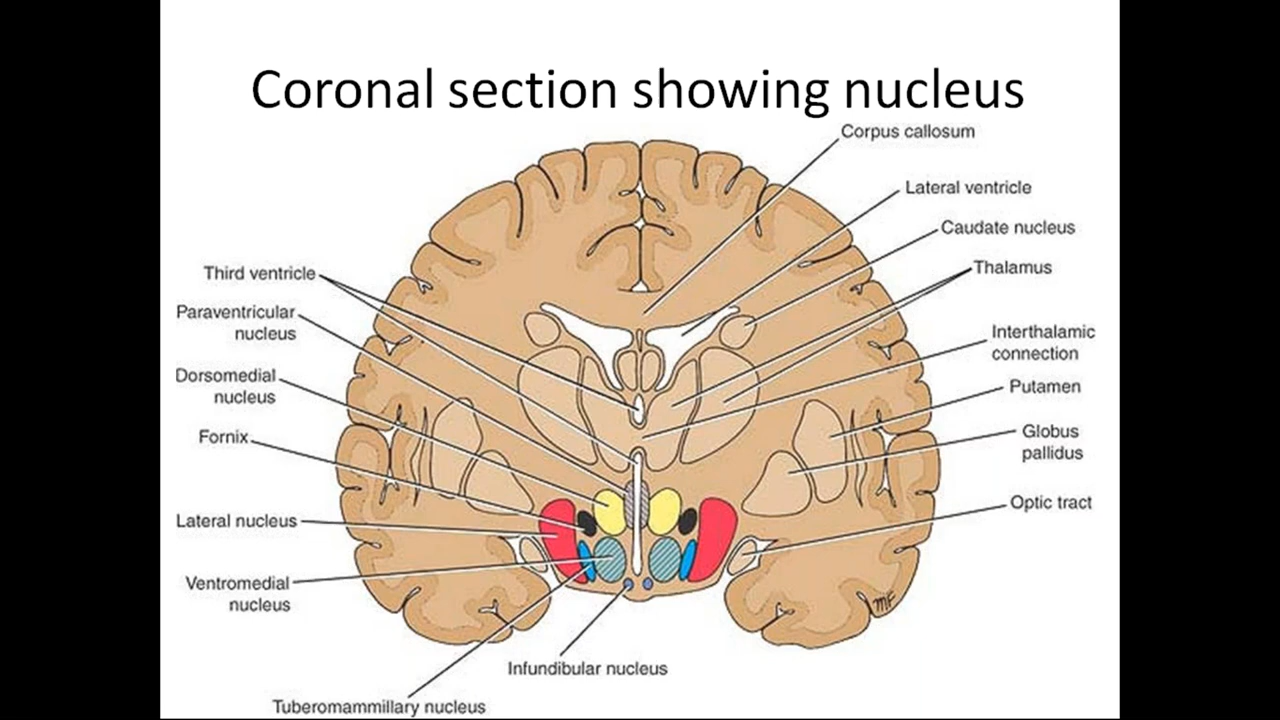 Coronal section showing nucleus
Corpus callosum
Lateral ventricle
Caudate nucleus
Thalamus
Interthalamic
connection
Putamen
Globus
pallidus
Optic tract
Third ventricle
Paraventricular
nucleus
Dorsomedial
nucleus
Fornix
Lateral nucleus
Ventromedial
nucleus
Infundibular nucleus
Tuberomammillary nucleus
MF